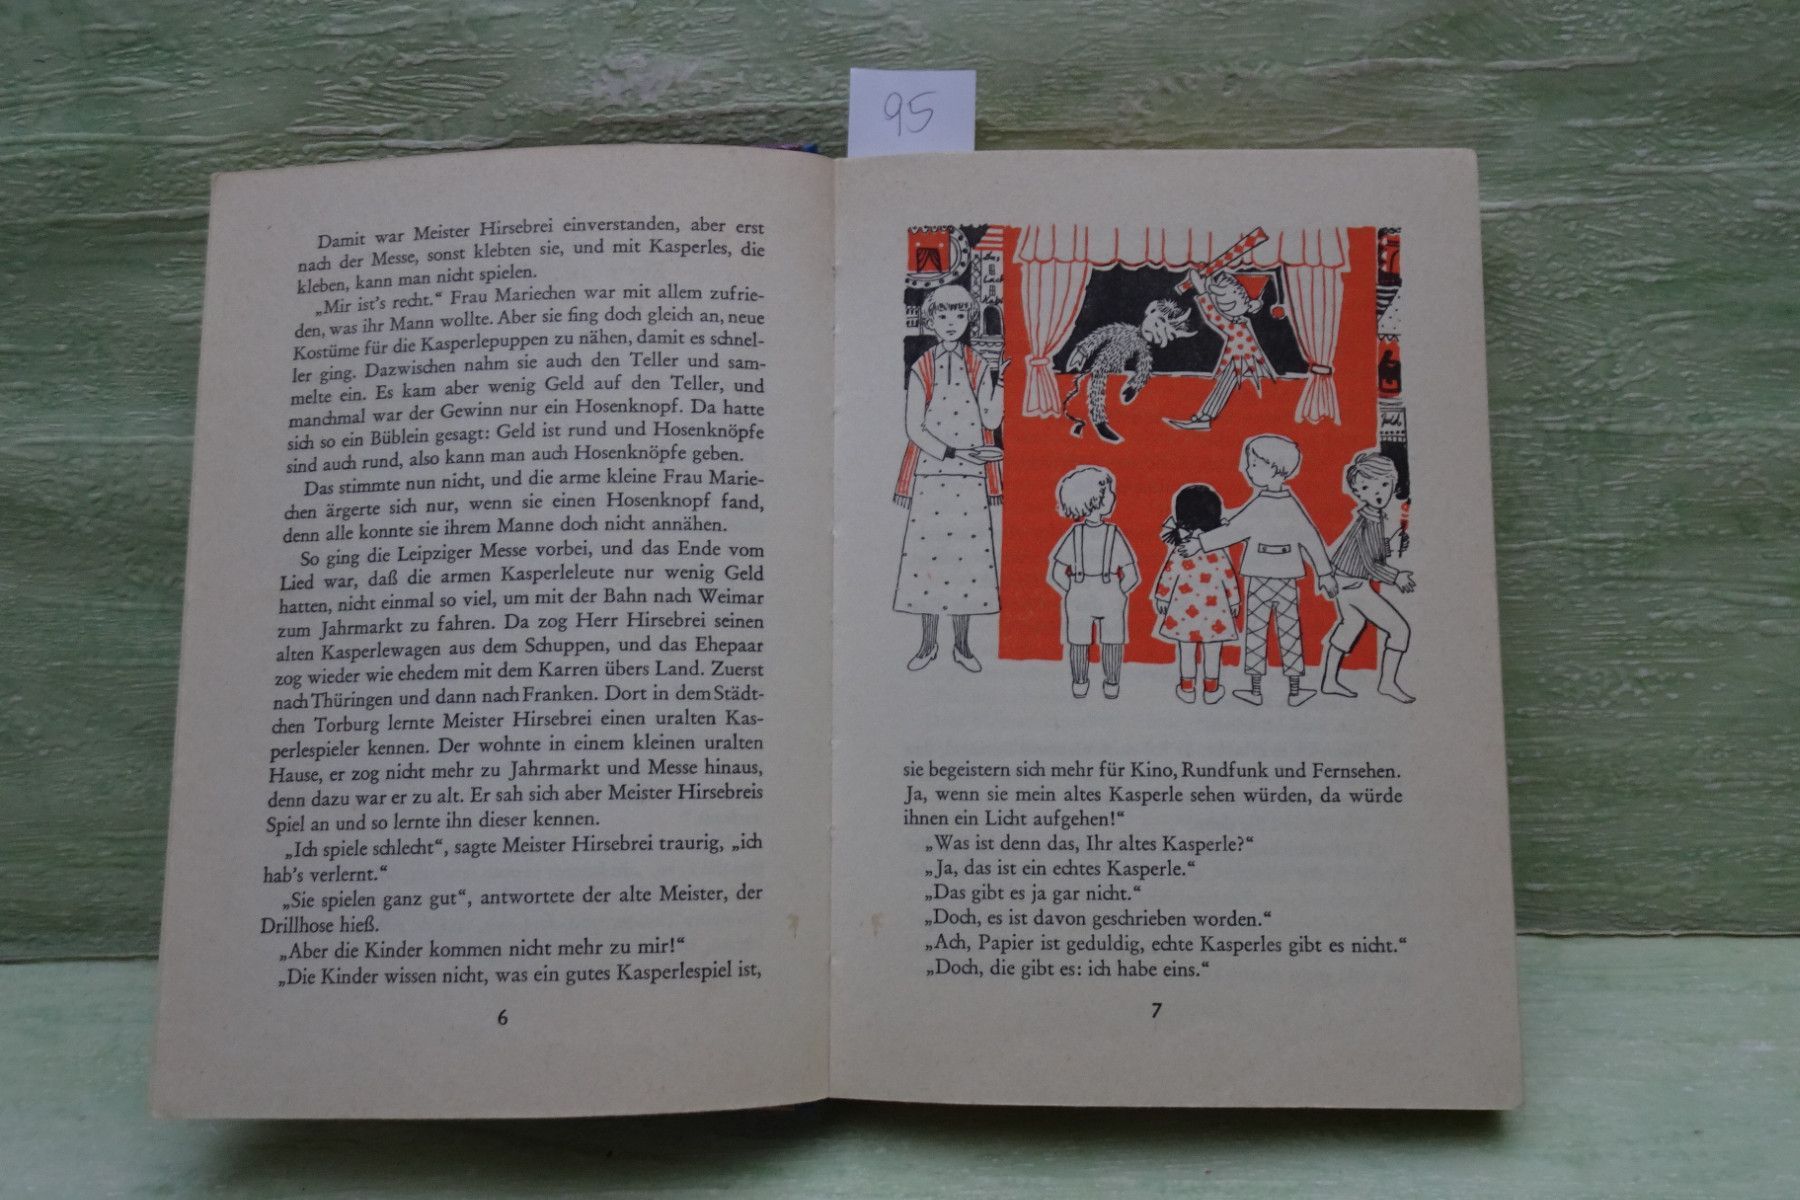 95
Damit war Meister Hirsebrei einverstanden, aber erst
nach der Messe, sonst klebten sie, und mit Kasperles, die
kleben, kann man nicht spielen.
„Mir ist's recht.“ Frau Mariechen war mit allem zufrie-
den, was ihr Mann wollte. Aber sie fing doch gleich an, neue
Kostüme für die Kasperlepuppen zu nähen, damit es schnel-
ler ging. Dazwischen nahm sie auch den Teller und sam-
melte ein. Es kam aber wenig Geld auf den Teller, und
manchmal war der Gewinn nur ein Hosenknopf. Da hatte
sich so ein Büblein gesagt: Geld ist rund und Hosenknöpfe
sind auch rund, also kann man auch Hosenknöpfe geben.
Das stimmte nun nicht, und die arme kleine Frau Marie-
chen ärgerte sich nur, wenn sie einen Hosenknopf fand,
denn alle konnte sie ihrem Manne doch nicht annähen.
So ging die Leipziger Messe vorbei, und das Ende vom
Lied war, daß die armen Kasperleleute nur wenig Geld
hatten, nicht einmal so viel, um mit der Bahn nach Weimar
zum Jahrmarkt zu fahren. Da zog Herr Hirsebrei seinen
alten Kasperlewagen aus dem Schuppen, und das Ehepaar
zog wieder wie ehedem mit dem Karren übers Land. Zuerst
nach Thüringen und dann nach Franken. Dort in dem Städt-
chen Torburg lernte Meister Hirsebrei einen uralten Kas-
perlespieler kennen. Der wohnte in einem kleinen uralten
Hause, er zog nicht mehr zu Jahrmarkt und Messe hinaus,
denn dazu war er zu alt. Er sah sich aber Meister Hirsebreis
Spiel an und so lernte ihn dieser kennen.
„Ich spiele schlecht“, sagte Meister Hirsebrei traurig, „ich
hab's verlernt.“
„Sie spielen ganz gut“, antwortete der alte Meister, der
Drillhose hieß.
„Aber die Kinder kommen nicht mehr zu mir!“
„Die Kinder wissen nicht, was ein gutes Kasperlespiel ist,
6
sie begeistern sich mehr für Kino, Rundfunk und Fernsehen.
Ja, wenn sie mein altes Kasperle sehen würden, da würde
ihnen ein Licht aufgehen!“
„Was ist denn das, Ihr altes Kasperle?“
„Ja, das ist ein echtes Kasperle.“
„Das gibt es ja gar nicht.“
„Doch, es ist davon geschrieben worden.“
„Ach, Papier ist geduldig, echte Kasperles gibt es nicht.“
„Doch, die gibt es: ich habe eins.“
7